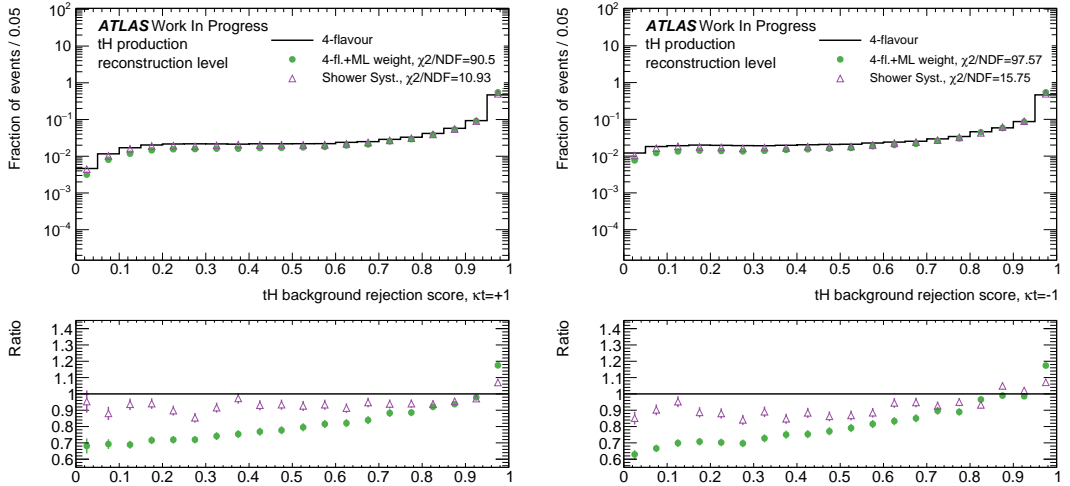 ATLAS Work In Progress
tH production
reconstruction level
4-flavour
4-fl.+ML weight, χ2/NDF=90.5
Shower Syst., χ2/NDF=10.93
Fraction of events / 0.05
10²
10
1
10⁻¹
10⁻²
10⁻³
10⁻⁴
0 0.1 0.2 0.3 0.4 0.5 0.6 0.7 0.8 0.9 1
tH background rejection score, κt=+1
Ratio
1.4
1.3
1.2
1.1
1
0.9
0.8
0.7
0.6
0 0.1 0.2 0.3 0.4 0.5 0.6 0.7 0.8 0.9 1
ATLAS Work In Progress
tH production
reconstruction level
4-flavour
4-fl.+ML weight, χ2/NDF=97.57
Shower Syst., χ2/NDF=15.75
Fraction of events / 0.05
10²
10
1
10⁻¹
10⁻²
10⁻³
10⁻⁴
0 0.1 0.2 0.3 0.4 0.5 0.6 0.7 0.8 0.9 1
tH background rejection score, κt=-1
Ratio
1.4
1.3
1.2
1.1
1
0.9
0.8
0.7
0.6
0 0.1 0.2 0.3 0.4 0.5 0.6 0.7 0.8 0.9 1